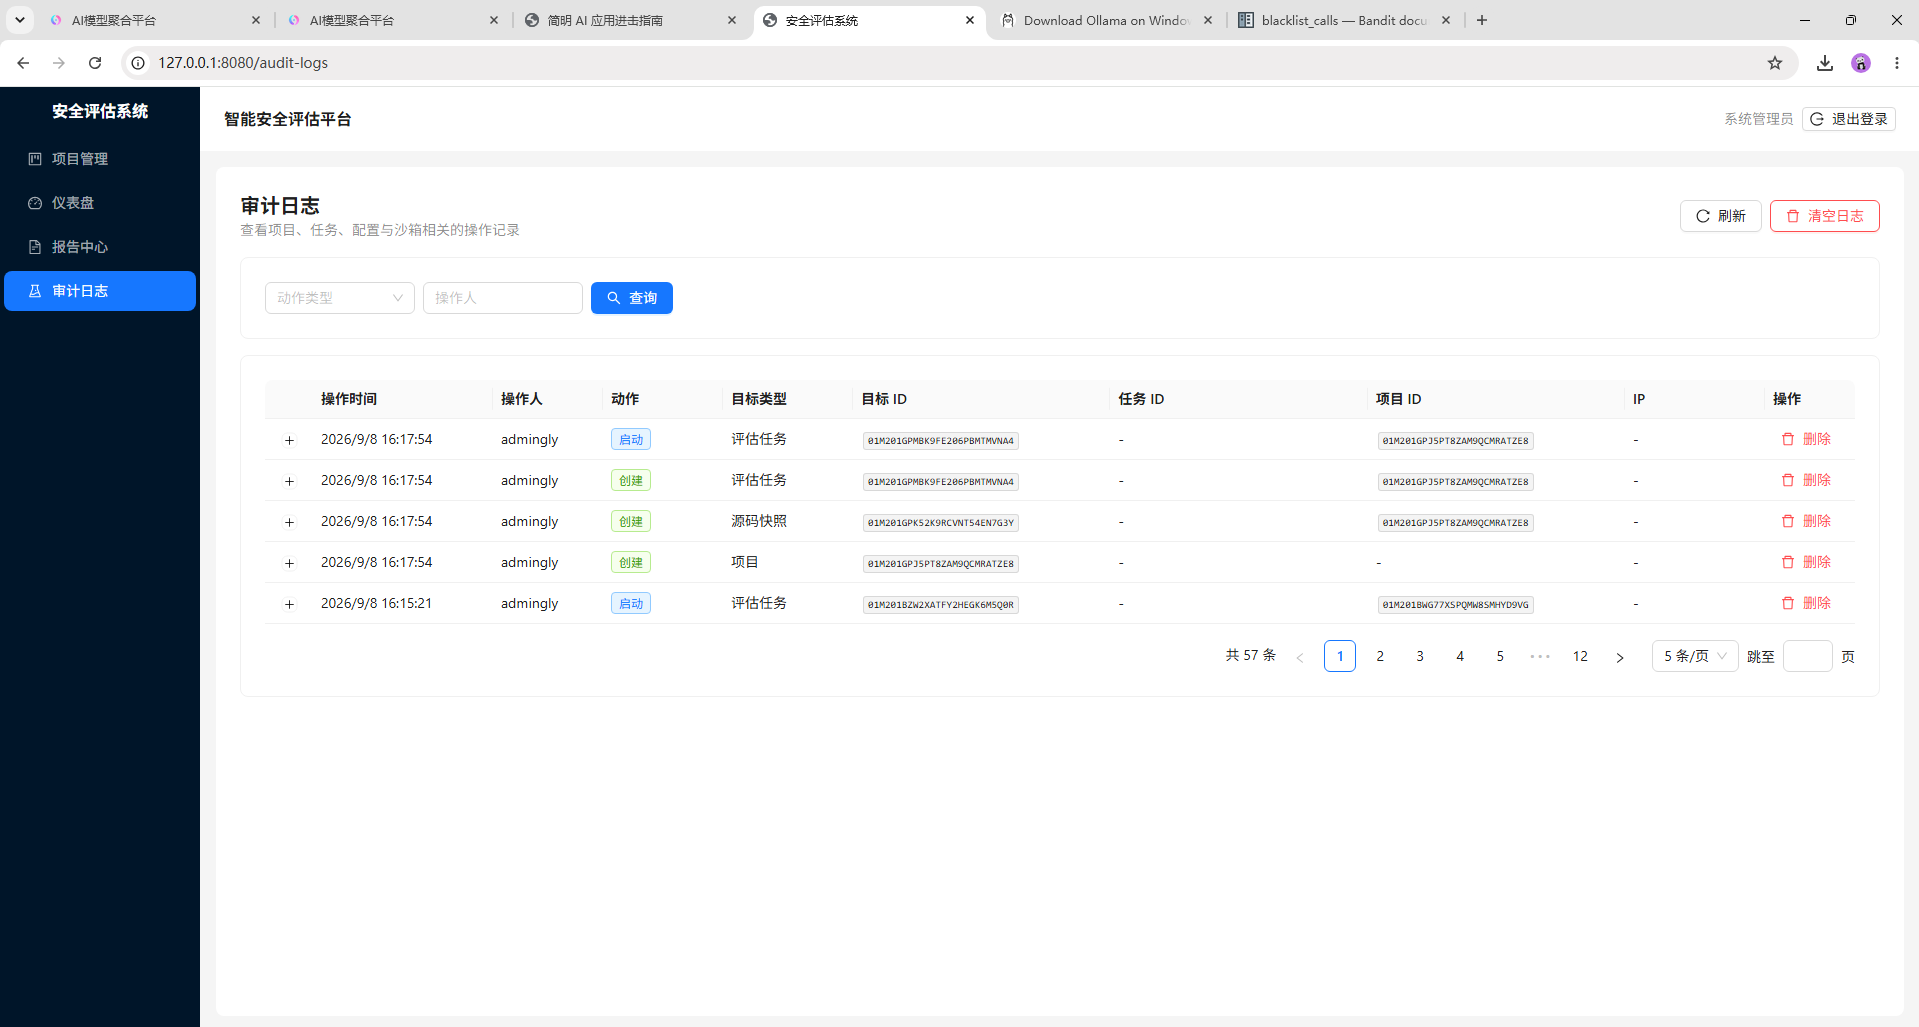 AI模型聚合平台
AI模型聚合平台
简明 AI 应用进击指南
安全评估系统
Download Ollama on Windo
blacklist_calls — Bandit docu
127.0.0.1:8080/audit-logs
安全评估系统
项目管理
仪表盘
报告中心
审计日志
智能安全评估平台
系统管理员 退出登录
审计日志
查看项目、任务、配置与沙箱相关的操作记录
刷新 清空日志
动作类型 操作人 查询
操作时间 操作人 动作 目标类型 目标 ID 任务 ID 项目 ID IP 操作
+ 2026/9/8 16:17:54 admingly 启动 评估任务 01M201GPMBK9FE206PBMTMVNA4 - 01M201GPJ5PT8ZAM9QCMRATZE8 - 删除
+ 2026/9/8 16:17:54 admingly 创建 评估任务 01M201GPMBK9FE206PBMTMVNA4 - 01M201GPJ5PT8ZAM9QCMRATZE8 - 删除
+ 2026/9/8 16:17:54 admingly 创建 源码快照 01M201GPK52K9RCVNT54EN7G3Y - 01M201GPJ5PT8ZAM9QCMRATZE8 - 删除
+ 2026/9/8 16:17:54 admingly 创建 项目 01M201GPJ5PT8ZAM9QCMRATZE8 - - - 删除
+ 2026/9/8 16:15:21 admingly 启动 评估任务 01M201BZW2XATFY2HEGK6M5Q0R - 01M201BWG77XSPQMW8SMHYD9VG - 删除
共 57 条 < 1 2 3 4 5 ••• 12 > 5 条/页 跳至 页